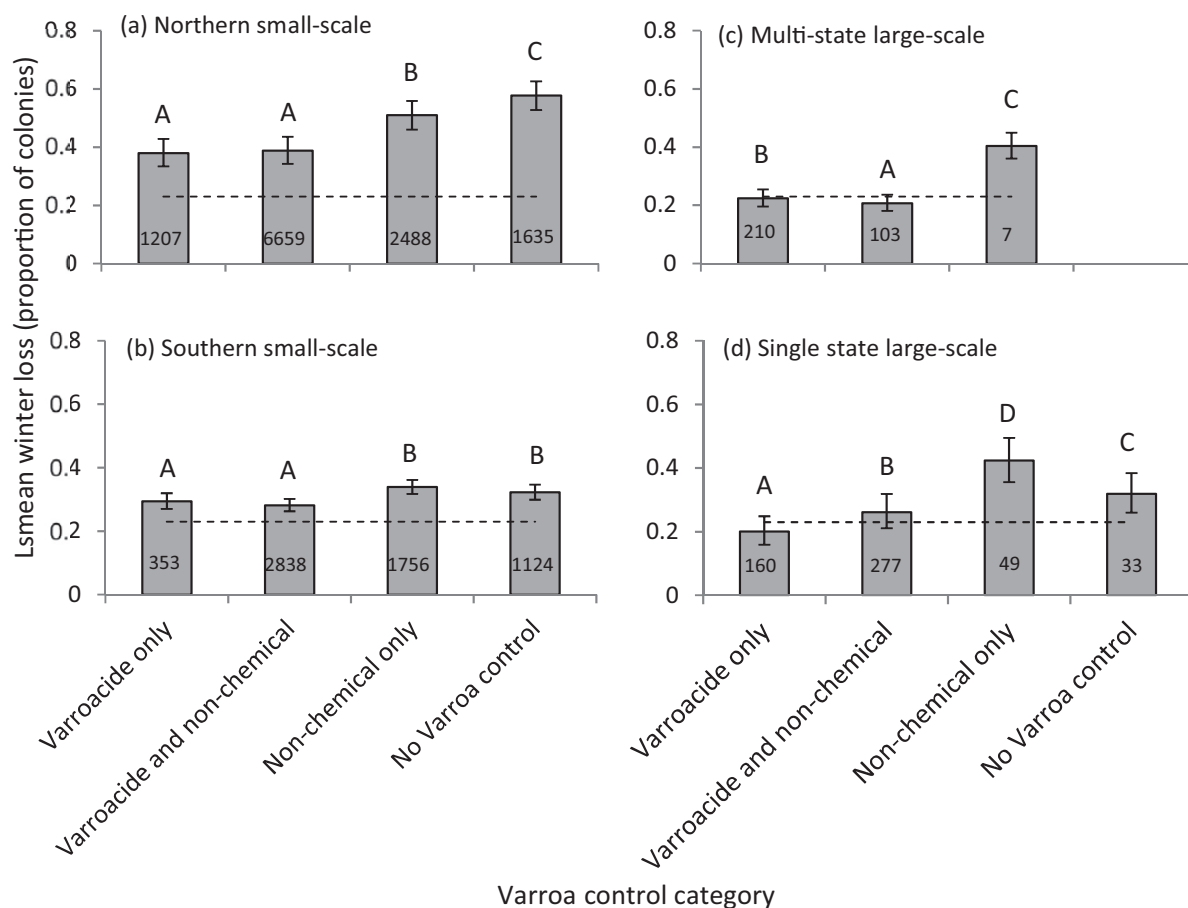 Lsmean winter loss (proportion of colonies)
(a) Northern small-scale
0.8
0.6
0.4
0.2
0
A
A
B
C
1207
6659
2488
1635
(c) Multi-state large-scale
0.8
0.6
0.4
0.2
0
B
A
C
210
103
7
(b) Southern small-scale
0.8
0.6
0.4
0.2
0
A
A
B
B
353
2838
1756
1124
Varroacide only
Varroacide and non-chemical
Non-chemical only
No Varroa control
(d) Single state large-scale
0.8
0.6
0.4
0.2
0
A
B
D
C
160
277
49
33
Varroacide only
Varroacide and non-chemical
Non-chemical only
No Varroa control
Varroa control category